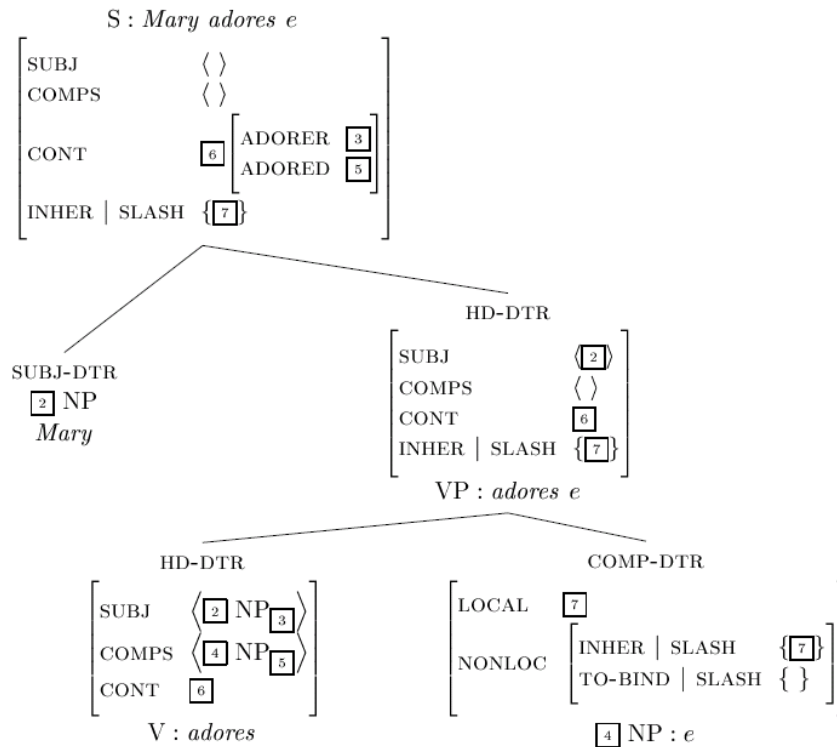 S : Mary adores e
SUBJ ⟨ ⟩
COMPS ⟨ ⟩
CONT 6 [ADORER 3
ADORED 5]
INHER | SLASH {7}
HD-DTR
SUBJ ⟨2⟩
COMPS ⟨ ⟩
CONT 6
INHER | SLASH {7}
VP : adores e
SUBJ-DTR
2 NP
Mary
HD-DTR
SUBJ ⟨2 NP3⟩
COMPS ⟨4 NP5⟩
CONT 6
V : adores
COMP-DTR
LOCAL 7
NONLOC [INHER | SLASH {7}
TO-BIND | SLASH { }]
4 NP : e